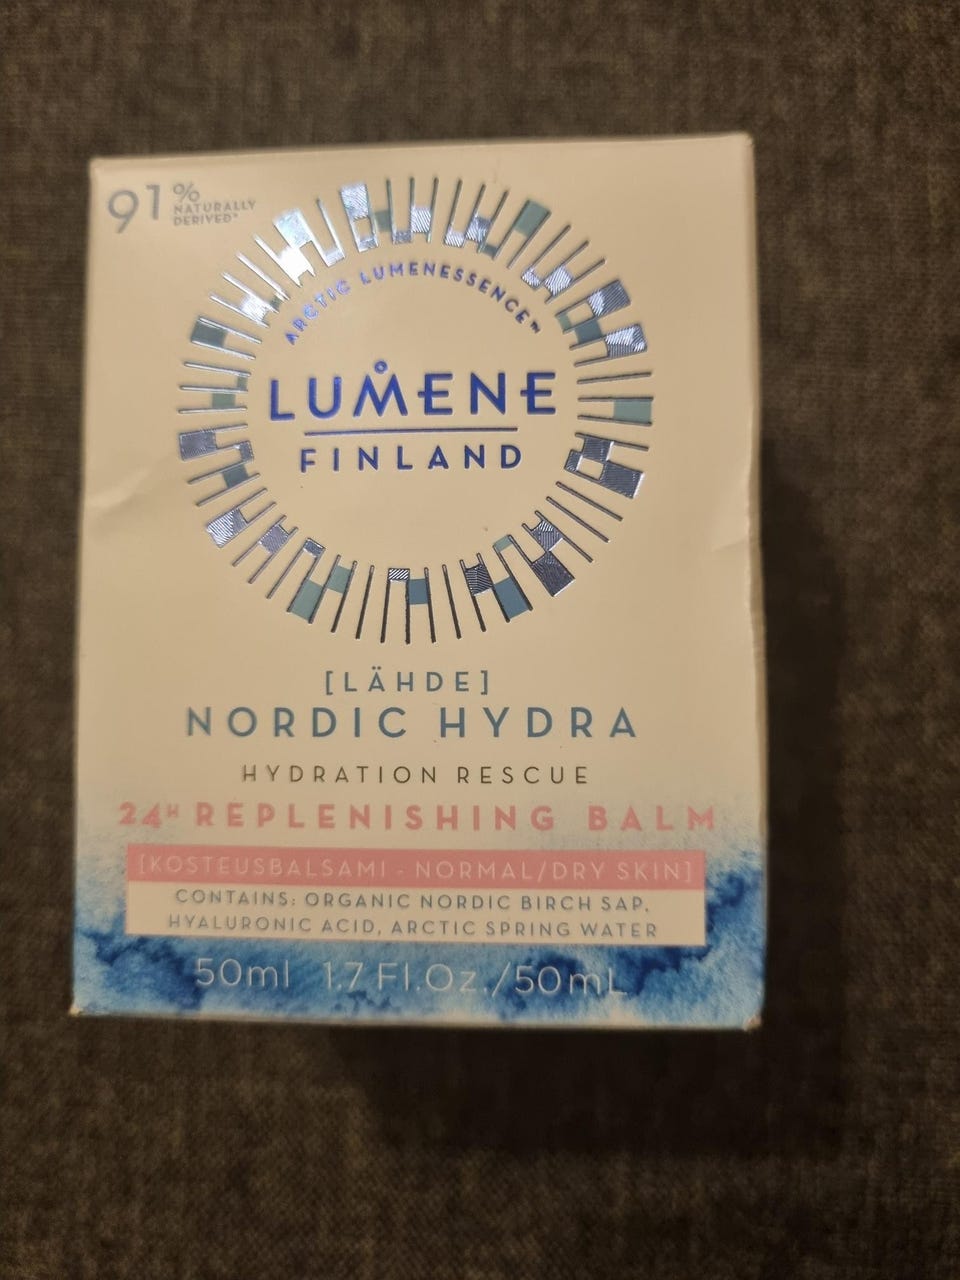 91% NATURALLY DERIVED*
ARCTIC LUMENESSENCE™
LUMENE
FINLAND
[LÄHDE]
NORDIC HYDRA
HYDRATION RESCUE
24H REPLENISHING BALM
[KOSTEUSBALSAMI - NORMAL/DRY SKIN]
CONTAINS: ORGANIC NORDIC BIRCH SAP,
HYALURONIC ACID, ARCTIC SPRING WATER
50ml 1.7 Fl.Oz./50mL